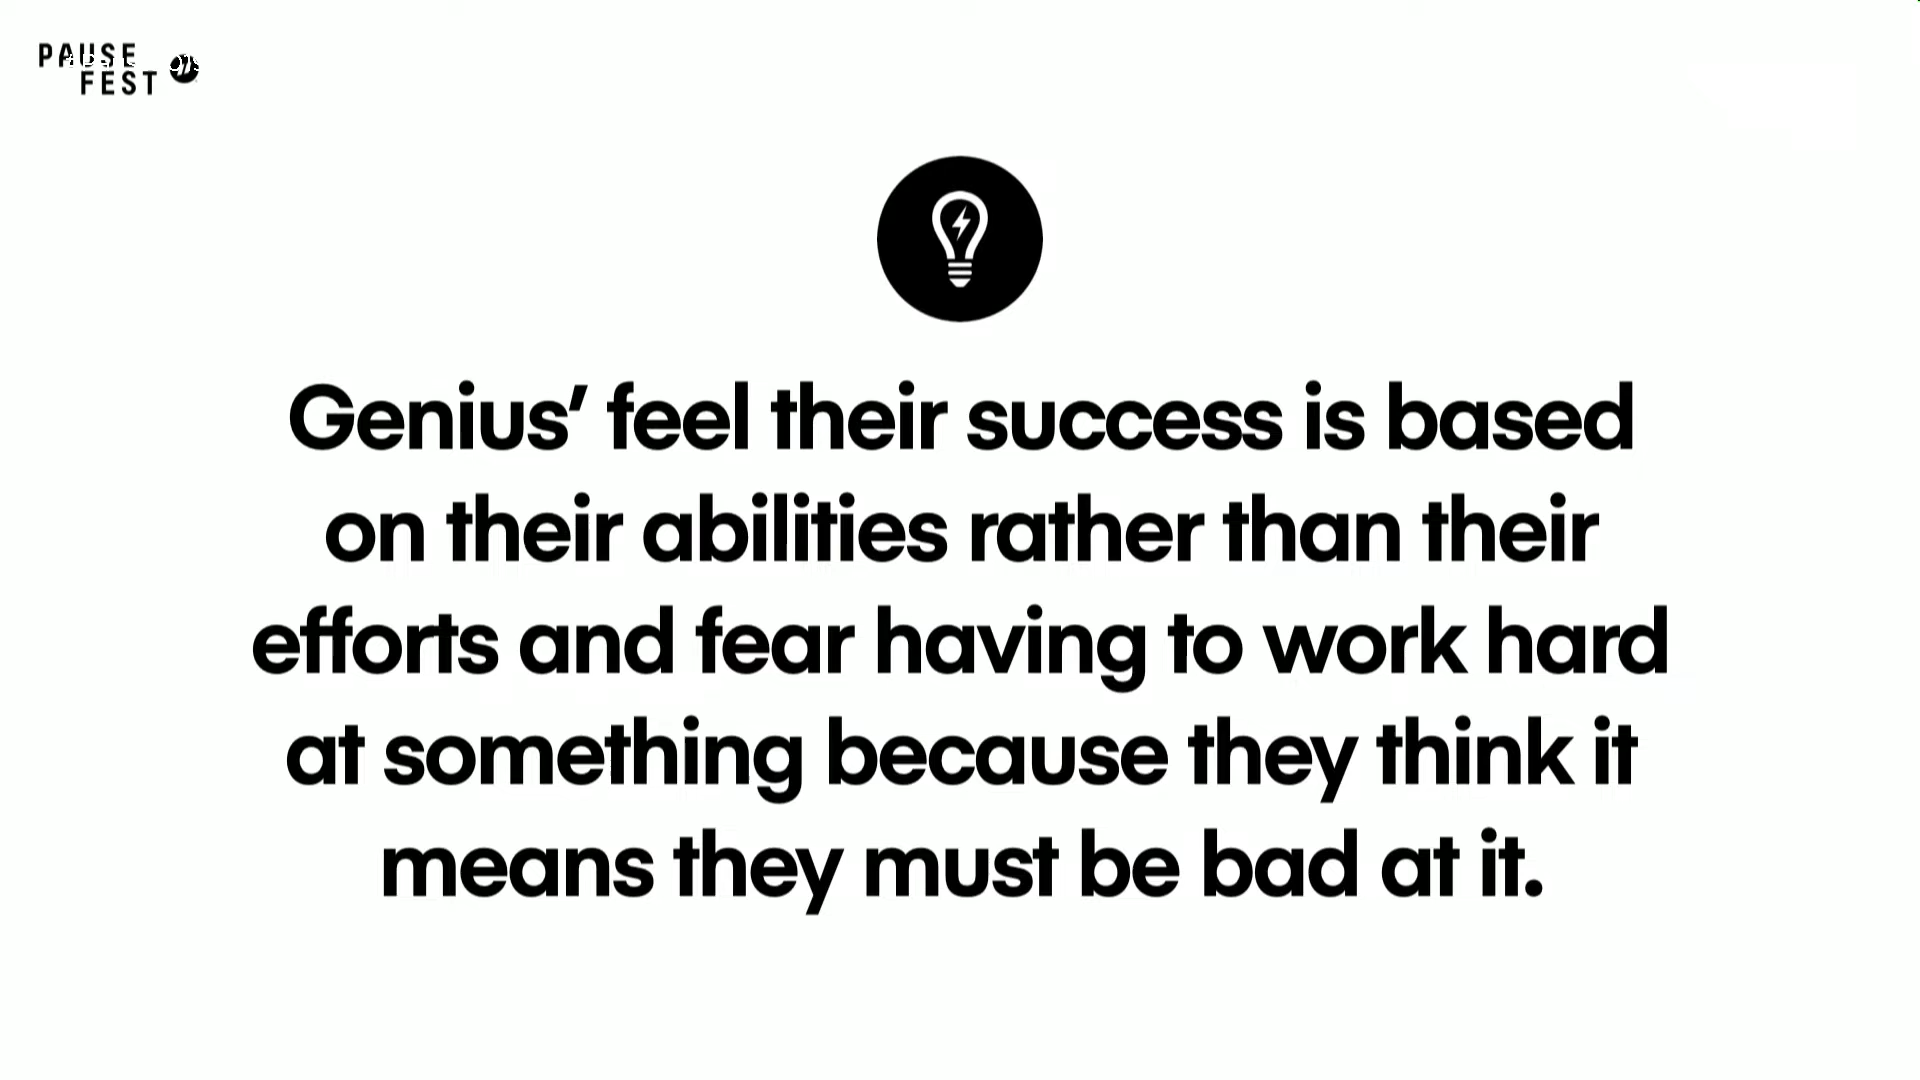 PAUSE
FEST
Genius’ feel their success is based
on their abilities rather than their
efforts and fear having to work hard
at something because they think it
means they must be bad at it.